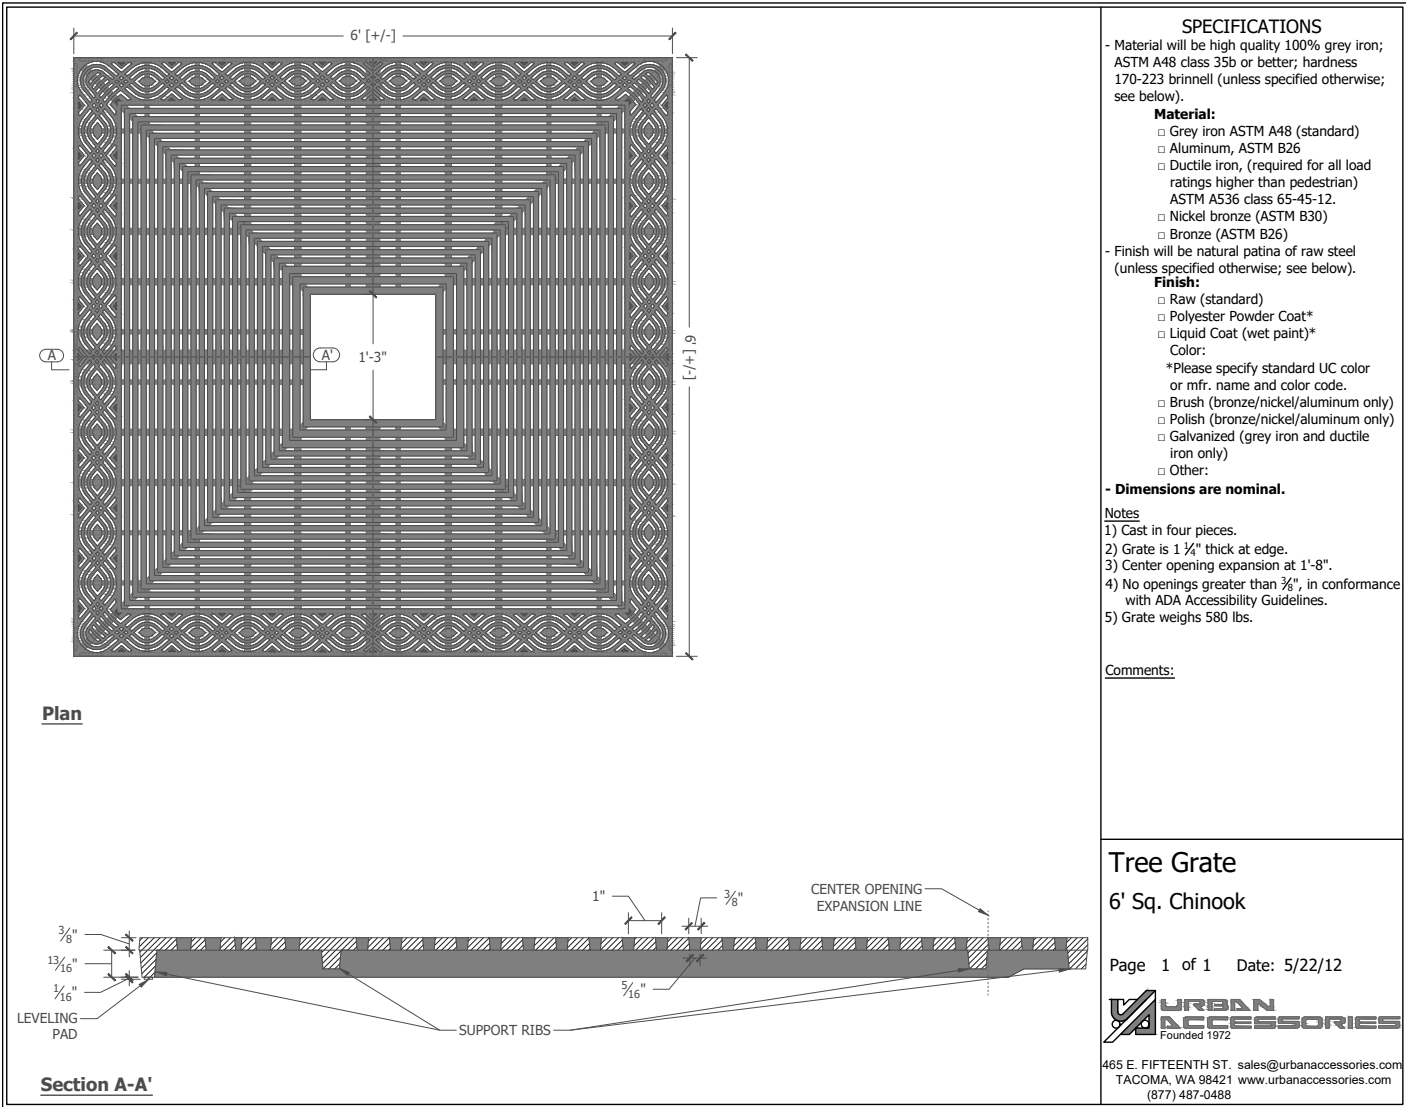 6' [+/-]
6' [+/-]
A
A'
1'-3"
Plan
1"
3/8"
CENTER OPENING
EXPANSION LINE
3/8"
13/16"
1/16"
5/16"
LEVELING
PAD
SUPPORT RIBS
Section A-A'
SPECIFICATIONS
- Material will be high quality 100% grey iron;
ASTM A48 class 35b or better; hardness
170-223 brinnell (unless specified otherwise;
see below).
Material:
□ Grey iron ASTM A48 (standard)
□ Aluminum, ASTM B26
□ Ductile iron, (required for all load
ratings higher than pedestrian)
ASTM A536 class 65-45-12.
□ Nickel bronze (ASTM B30)
□ Bronze (ASTM B26)
- Finish will be natural patina of raw steel
(unless specified otherwise; see below).
Finish:
□ Raw (standard)
□ Polyester Powder Coat*
□ Liquid Coat (wet paint)*
Color:
*Please specify standard UC color
or mfr. name and color code.
□ Brush (bronze/nickel/aluminum only)
□ Polish (bronze/nickel/aluminum only)
□ Galvanized (grey iron and ductile
iron only)
□ Other:
- Dimensions are nominal.
Notes
1) Cast in four pieces.
2) Grate is 1 1/4" thick at edge.
3) Center opening expansion at 1'-8".
4) No openings greater than 3/8", in conformance
with ADA Accessibility Guidelines.
5) Grate weighs 580 lbs.
Comments:
Tree Grate
6' Sq. Chinook
Page 1 of 1 Date: 5/22/12
URBAN
ACCESSORIES
Founded 1972
465 E. FIFTEENTH ST. sales@urbanaccessories.com
TACOMA, WA 98421 www.urbanaccessories.com
(877) 487-0488